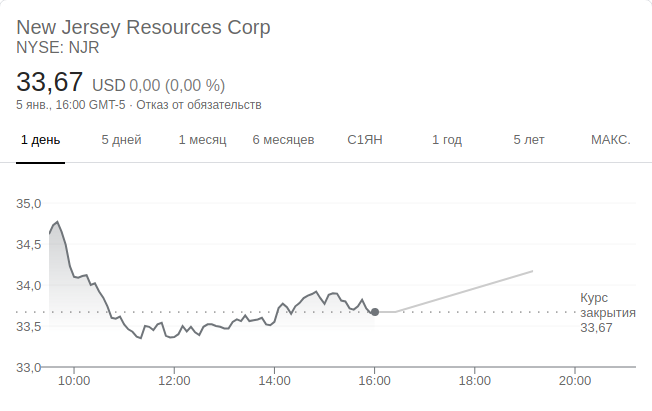 New Jersey Resources Corp
NYSE: NJR
33,67 USD 0,00 (0,00 %)
5 янв., 16:00 GMT-5 · Отказ от обязательств
1 день 5 дней 1 месяц 6 месяцев С1ЯН 1 год 5 лет МАКС.
35,0
34,5
34,0
33,5
33,0
Курс
закрытия
33,67
10:00 12:00 14:00 16:00 18:00 20:00